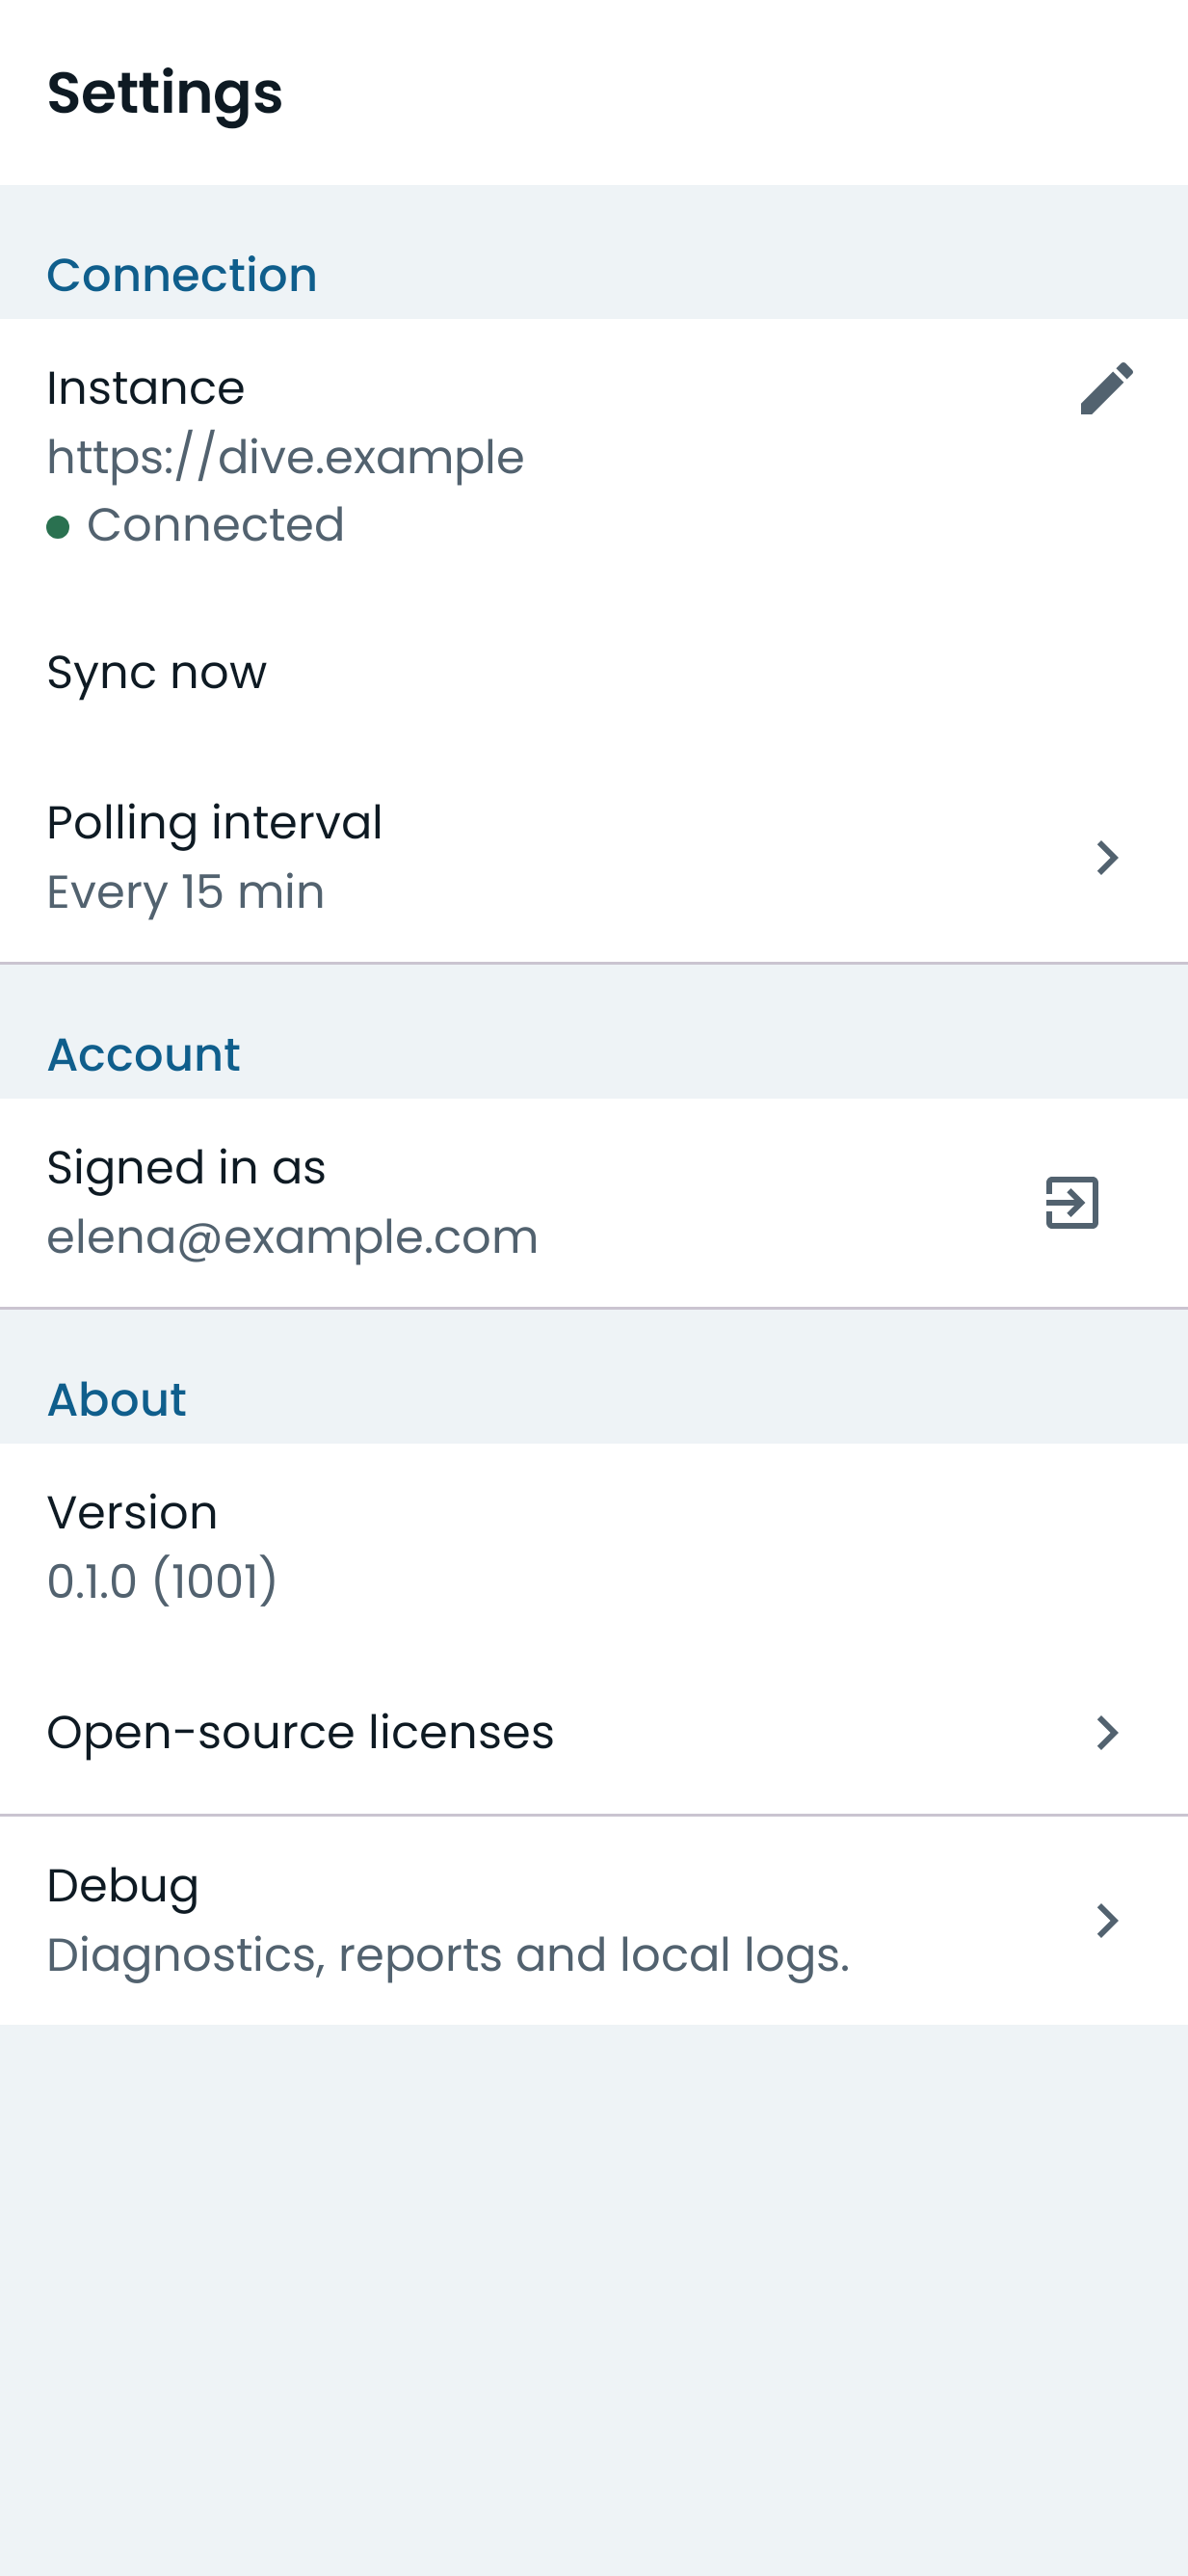 Settings
Connection
Instance
https://dive.example
Connected
Sync now
Polling interval
Every 15 min
Account
Signed in as
elena@example.com
About
Version
0.1.0 (1001)
Open-source licenses
Debug
Diagnostics, reports and local logs.